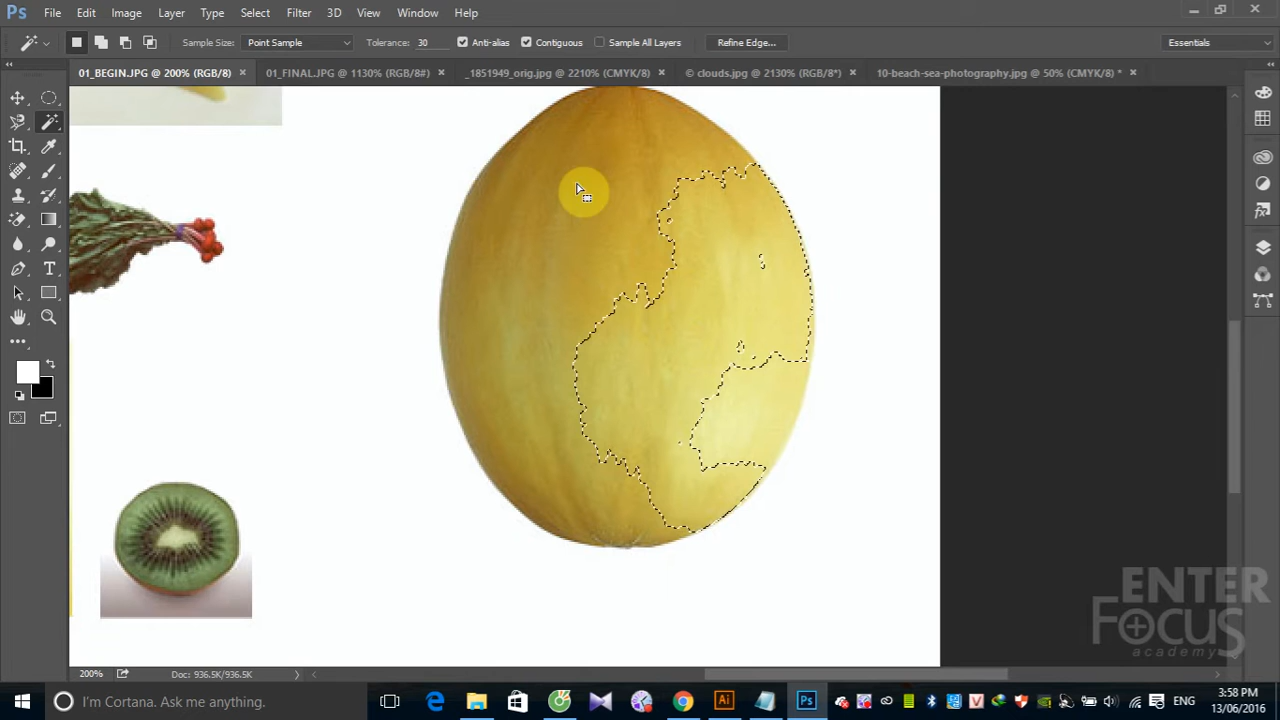 Ps File Edit Image Layer Type Select Filter 3D View Window Help
Sample Size: Point Sample Tolerance: 30 Anti-alias Contiguous Sample All Layers Refine Edge... Essentials
01_BEGIN.JPG @ 200% (RGB/8) × 01_FINAL.JPG @ 1130% (RGB/8#) × _1851949_orig.jpg @ 2210% (CMYK/8) × © clouds.jpg @ 2130% (RGB/8*) × 10-beach-sea-photography.jpg @ 50% (CMYK/8) * ×
ENTER
FOCUS
academy
200% Doc: 936.5K/936.5K
I'm Cortana. Ask me anything.
Ai
Ps
ENG
3:58 PM
13/06/2016